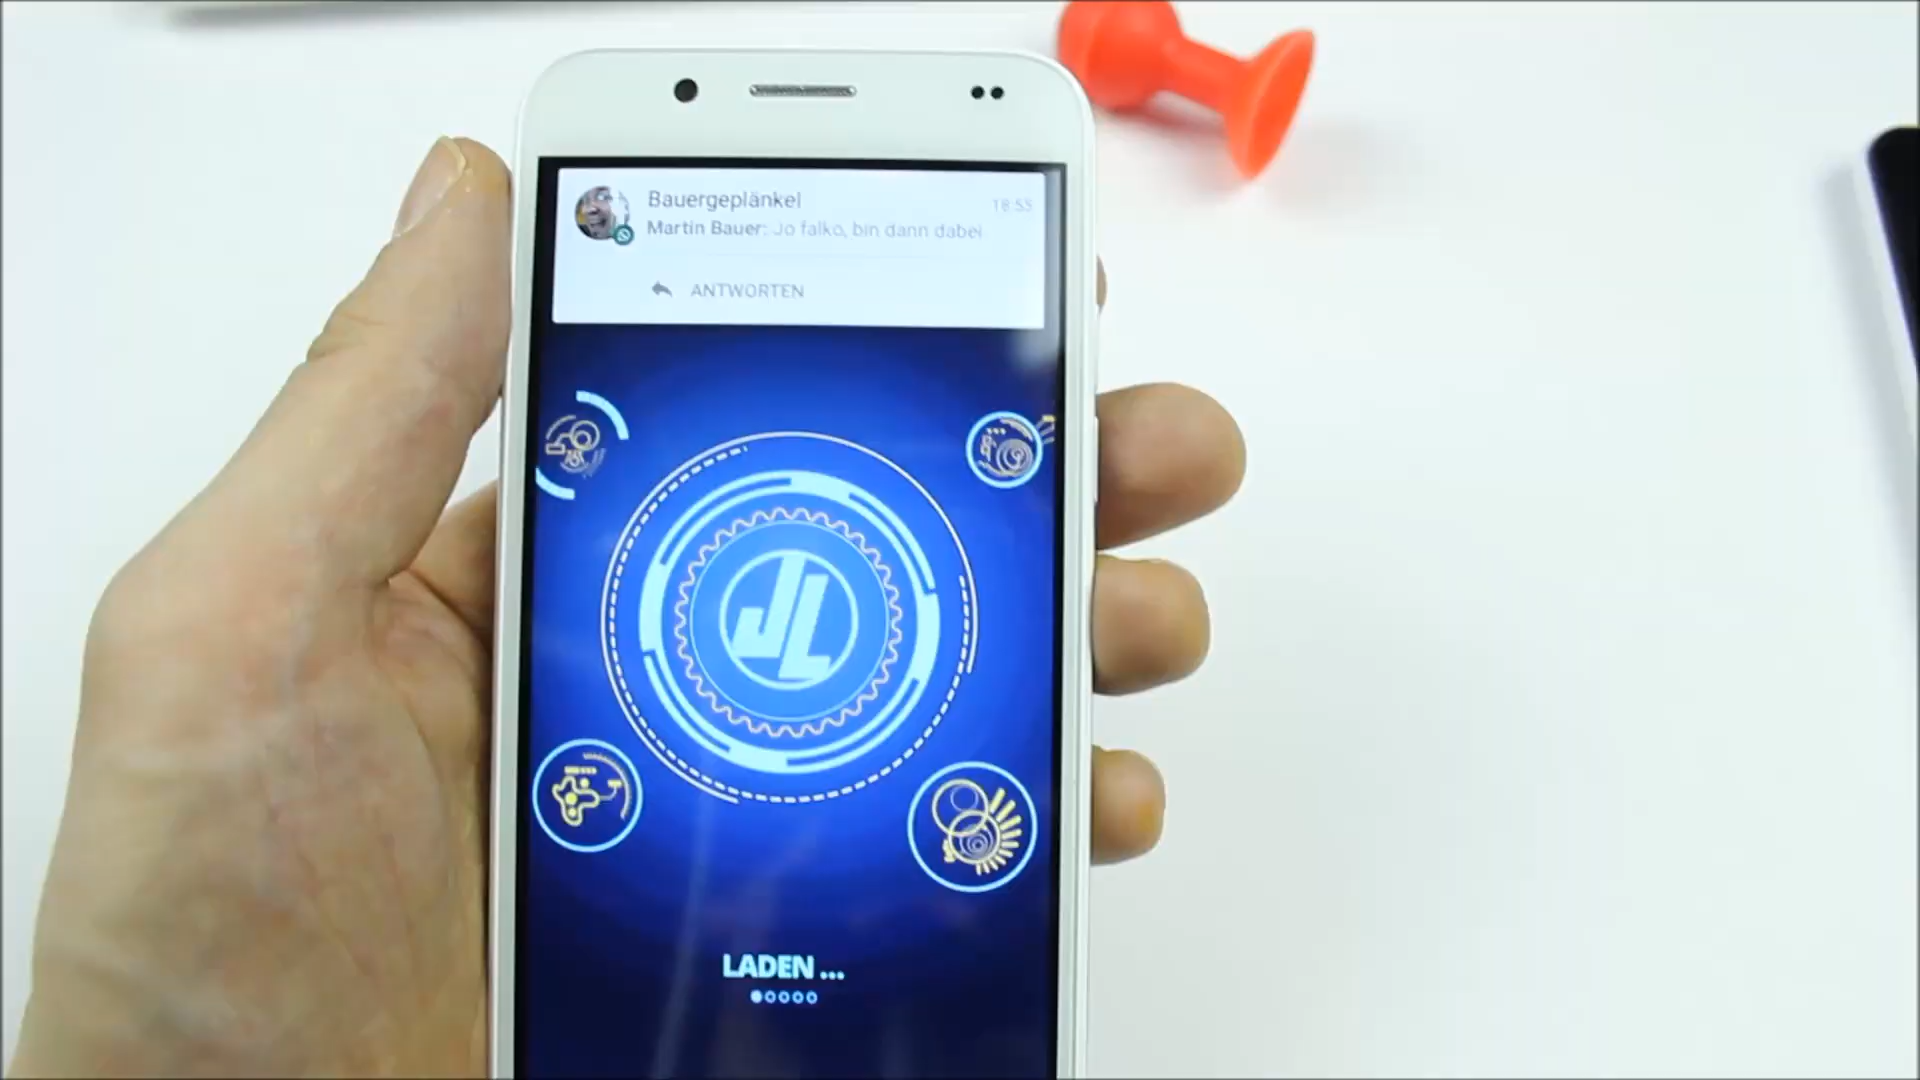 Bauergeplänkel
18:55
Martin Bauer: Jo falko, bin dann dabei
ANTWORTEN
JL
LADEN ...